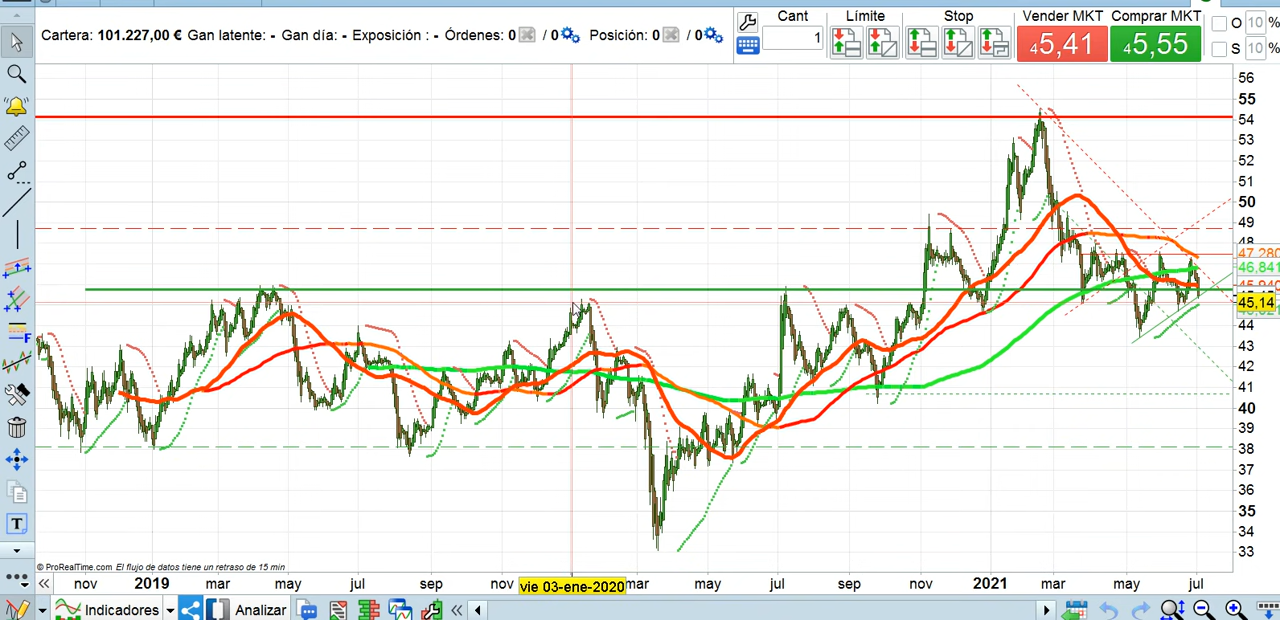 Cant
Límite
Stop
Vender MKT
Comprar MKT
O
10
%
Cartera: 101.227,00 € Gan latente: - Gan día: - Exposición : - Órdenes: 0 / 0 Posición: 0 / 0
1
45,41
45,55
S
10
%
56
55
54
53
52
51
50
49
48
47,280
46,841
45,14
44
43
42
41
40
39
38
37
36
35
34
33
© ProRealTime.com El flujo de datos tiene un retraso de 15 min
nov
2019
mar
may
jul
sep
nov
vie 03-ene-2020
mar
may
jul
sep
nov
2021
mar
may
jul
Indicadores
Analizar
F
T